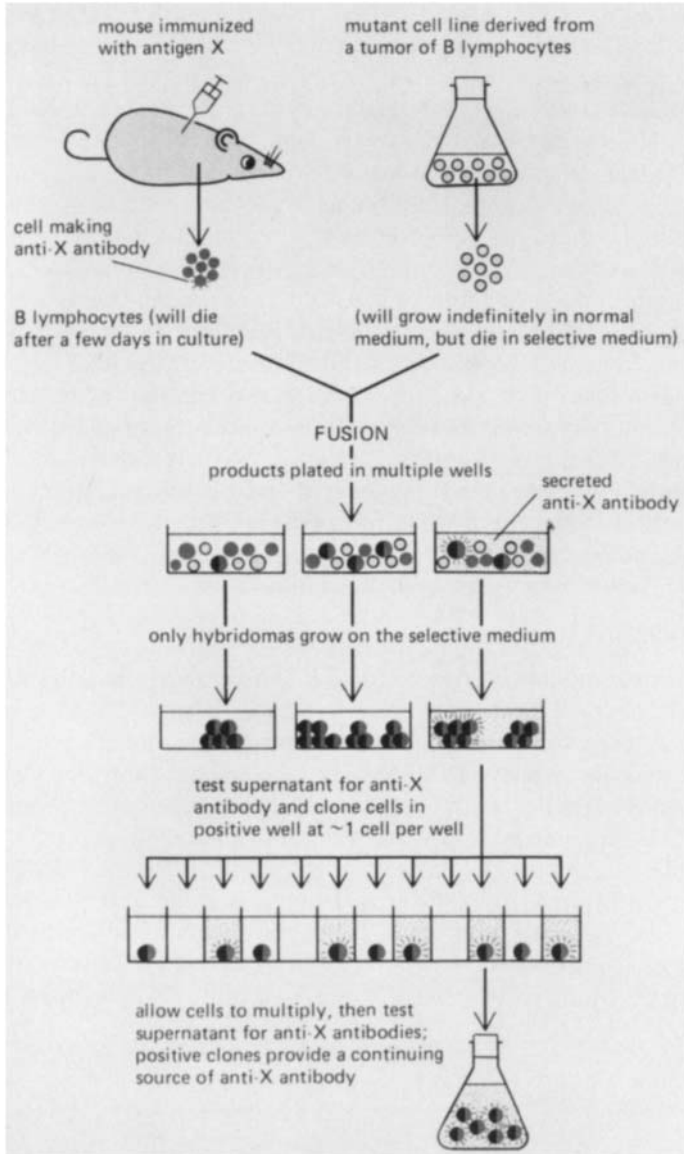 mouse immunized
with antigen X
mutant cell line derived from
a tumor of B lymphocytes
cell making
anti-X antibody
B lymphocytes (will die
after a few days in culture)
(will grow indefinitely in normal
medium, but die in selective medium)
FUSION
products plated in multiple wells
secreted
anti-X antibody
only hybridomas grow on the selective medium
test supernatant for anti-X
antibody and clone cells in
positive well at ~1 cell per well
allow cells to multiply, then test
supernatant for anti-X antibodies;
positive clones provide a continuing
source of anti-X antibody